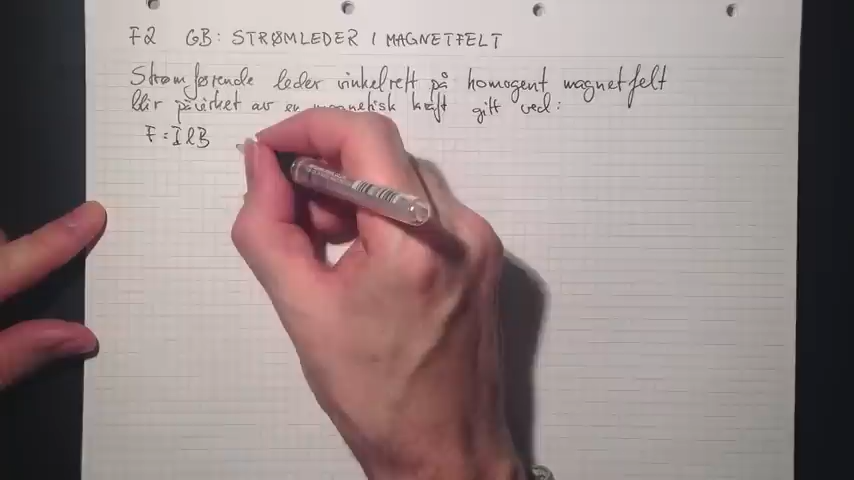 F2 GB: STRØMLEDER I MAGNETFELT
Strømførende leder vinkelrett på homogent magnetfelt
blir påvirket av en magnetisk kraft gitt ved:
F = IlB